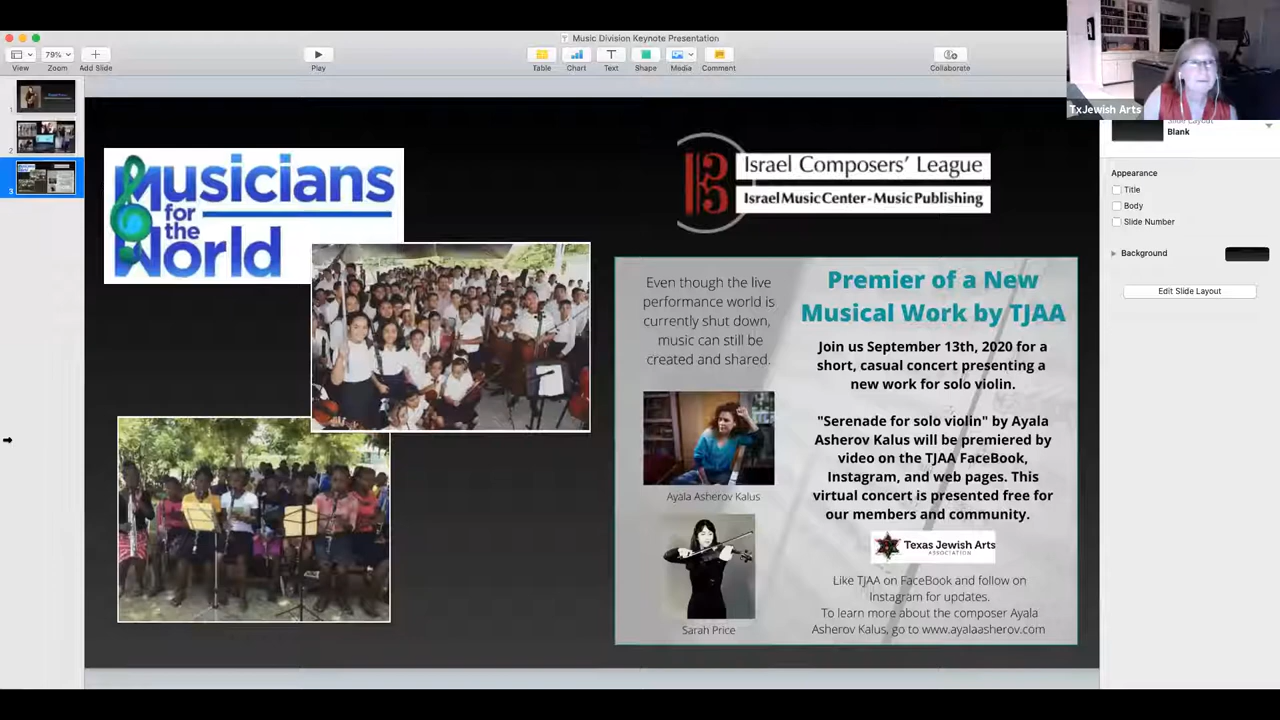 Music Division Keynote Presentation
79%
View
Zoom
Add Slide
Play
Table
Chart
Text
Shape
Media
Comment
Collaborate
TxJewish Arts
1
2
3
Musicians
for
the
World
Israel Composers' League
Israel Music Center - Music Publishing
Even though the live
performance world is
currently shut down,
music can still be
created and shared.
Ayala Asherov Kalus
Sarah Price
Premier of a New
Musical Work by TJAA
Join us September 13th, 2020 for a
short, casual concert presenting a
new work for solo violin.
"Serenade for solo violin" by Ayala
Asherov Kalus will be premiered by
video on the TJAA FaceBook,
Instagram, and web pages. This
virtual concert is presented free for
our members and community.
Texas Jewish Arts
ASSOCIATION
Like TJAA on FaceBook and follow on
Instagram for updates.
To learn more about the composer Ayala
Asherov Kalus, go to www.ayalaasherov.com
Slide Layout
Blank
Appearance
Title
Body
Slide Number
Background
Edit Slide Layout